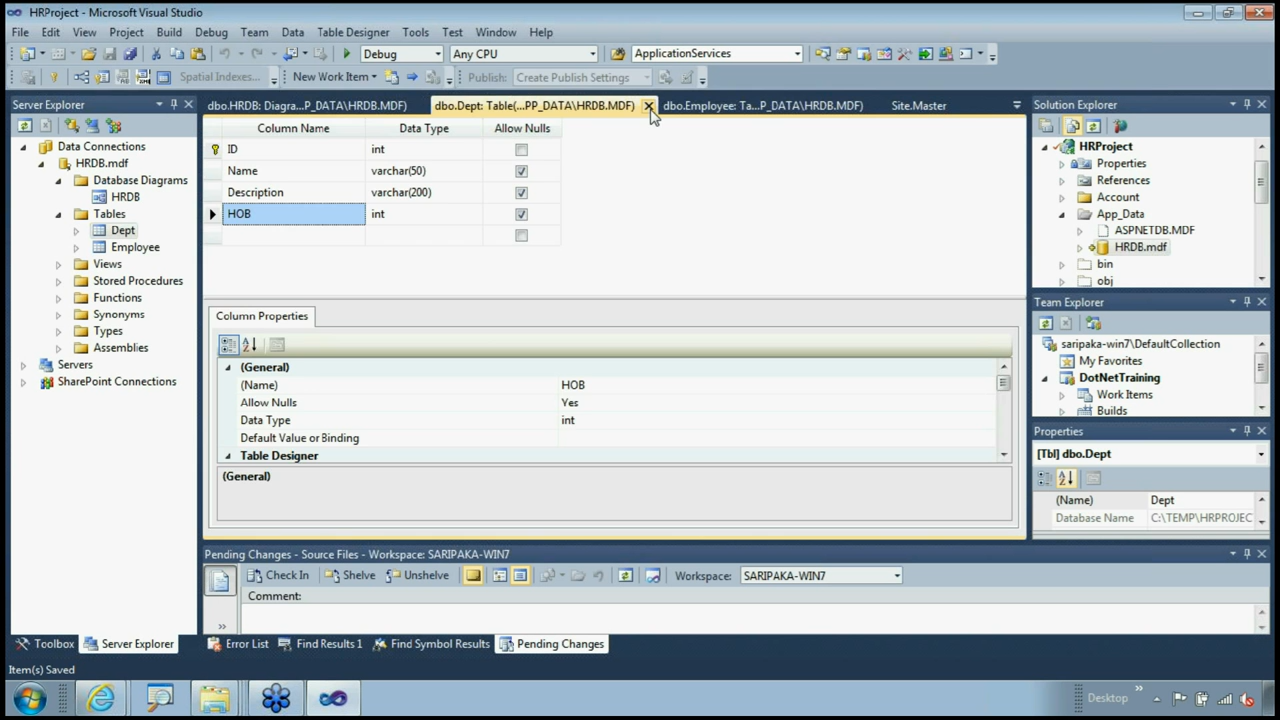 HRProject - Microsoft Visual Studio
File Edit View Project Build Debug Team Data Table Designer Tools Test Window Help
Debug Any CPU ApplicationServices
Spatial Indexes... New Work Item Publish: Create Publish Settings
Server Explorer
Data Connections
HRDB.mdf
Database Diagrams
HRDB
Tables
Dept
Employee
Views
Stored Procedures
Functions
Synonyms
Types
Assemblies
Servers
SharePoint Connections
Toolbox Server Explorer
dbo.HRDB: Diagra...P_DATA\HRDB.MDF) dbo.Dept: Table(...PP_DATA\HRDB.MDF) dbo.Employee: Ta...P_DATA\HRDB.MDF) Site.Master
Column Name Data Type Allow Nulls
ID int
Name varchar(50)
Description varchar(200)
HOB int
Column Properties
(General)
(Name) HOB
Allow Nulls Yes
Data Type int
Default Value or Binding
Table Designer
(General)
Pending Changes - Source Files - Workspace: SARIPAKA-WIN7
Check In Shelve Unshelve Workspace: SARIPAKA-WIN7
Comment:
Error List Find Results 1 Find Symbol Results Pending Changes
Solution Explorer
HRProject
Properties
References
Account
App_Data
ASPNETDB.MDF
HRDB.mdf
bin
obj
Team Explorer
saripaka-win7\DefaultCollection
My Favorites
DotNetTraining
Work Items
Builds
Properties
[Tbl] dbo.Dept
(Name) Dept
Database Name C:\TEMP\HRPROJEC
Item(s) Saved
Desktop